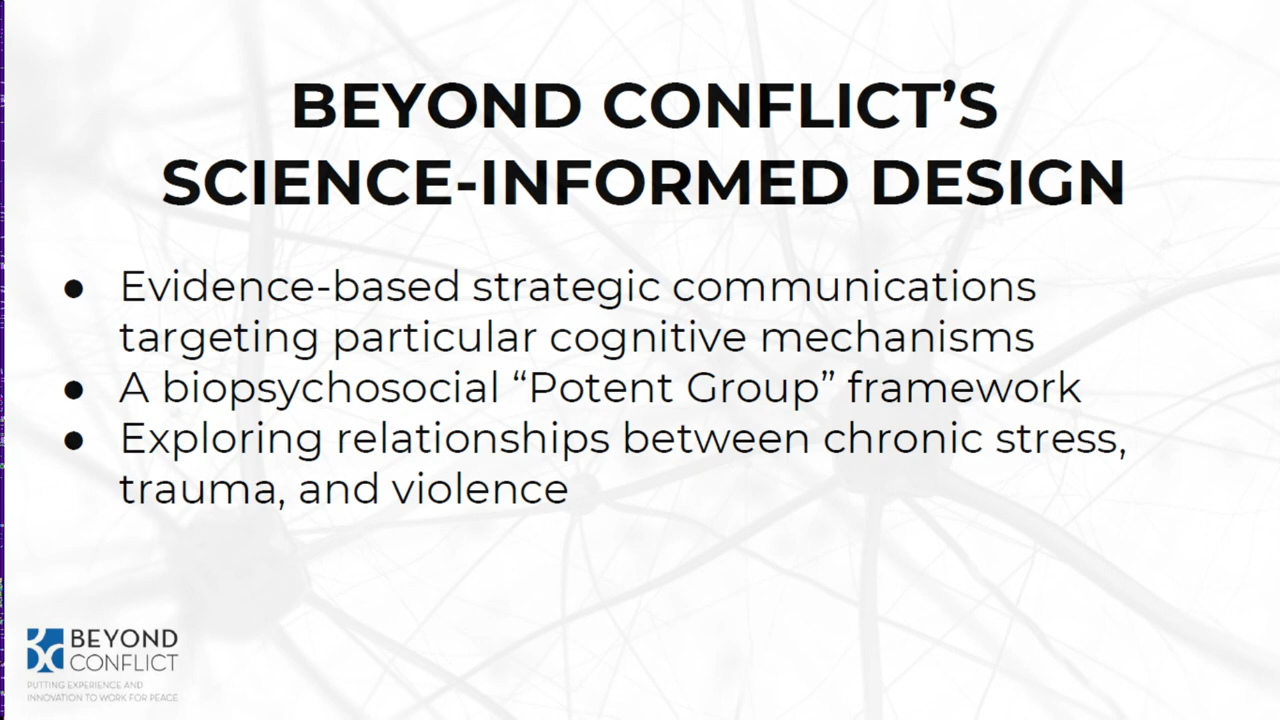 BEYOND CONFLICT’S
SCIENCE-INFORMED DESIGN
● Evidence-based strategic communications
targeting particular cognitive mechanisms
● A biopsychosocial “Potent Group” framework
● Exploring relationships between chronic stress,
trauma, and violence
BEYOND
CONFLICT
PUTTING EXPERIENCE AND
INNOVATION TO WORK FOR PEACE